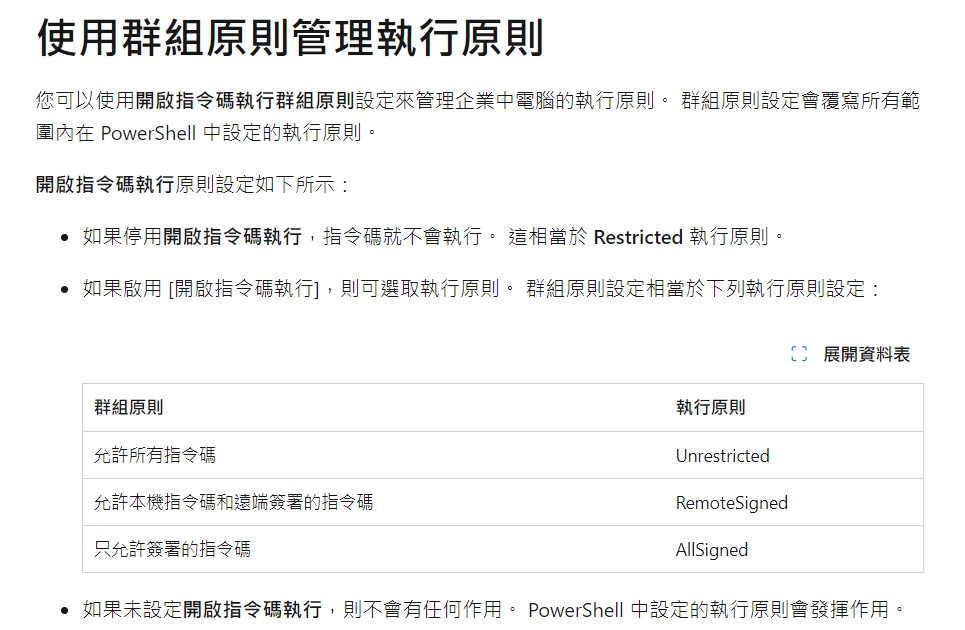 使用群組原則管理執行原則
您可以使用開啟指令碼執行群組原則設定來管理企業中電腦的執行原則。 群組原則設定會覆寫所有範
圍內在 PowerShell 中設定的執行原則。
開啟指令碼執行原則設定如下所示：
如果停用開啟指令碼執行，指令碼就不會執行。 這相當於 Restricted 執行原則。
如果啟用 [開啟指令碼執行]，則可選取執行原則。 群組原則設定相當於下列執行原則設定：
展開資料表
群組原則 執行原則
允許所有指令碼 Unrestricted
允許本機指令碼和遠端簽署的指令碼 RemoteSigned
只允許簽署的指令碼 AllSigned
如果未設定開啟指令碼執行，則不會有任何作用。 PowerShell 中設定的執行原則會發揮作用。